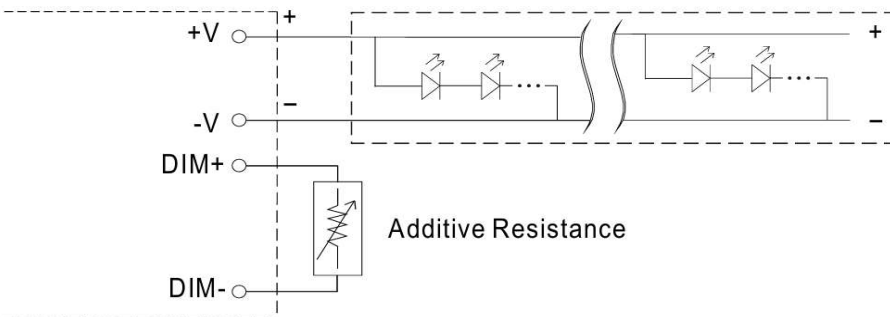 +
+V
+
-V
−
−
DIM+
Additive Resistance
DIM-